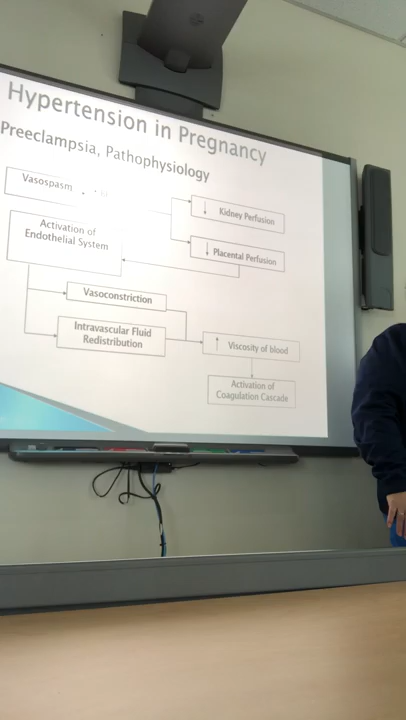 Hypertension in Pregnancy
Preeclampsia, Pathophysiology
Vasospasm
↓ Kidney Perfusion
Activation of
Endothelial System
↓ Placental Perfusion
Vasoconstriction
Intravascular Fluid
Redistribution
↑ Viscosity of blood
Activation of
Coagulation Cascade